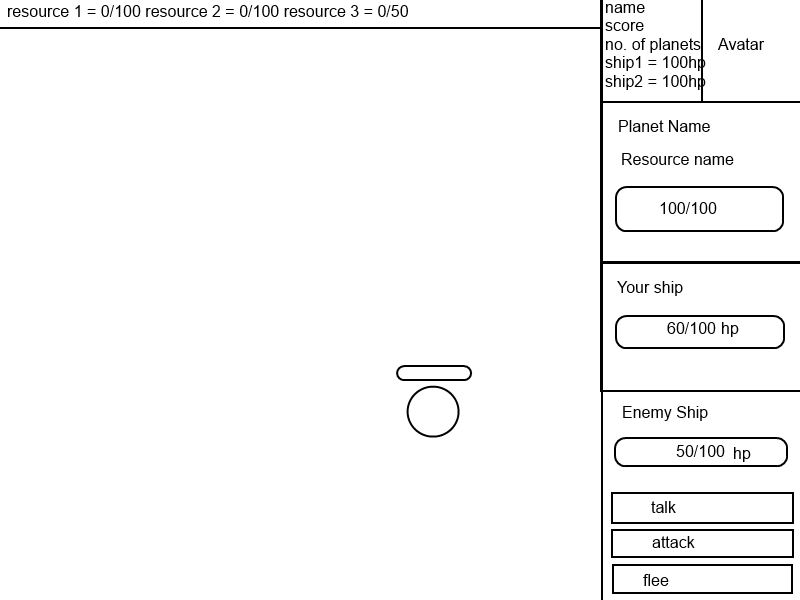 resource 1 = 0/100 resource 2 = 0/100 resource 3 = 0/50
name
score
no. of planets
ship1 = 100hp
ship2 = 100hp
Avatar
Planet Name
Resource name
100/100
Your ship
60/100 hp
Enemy Ship
50/100 hp
talk
attack
flee